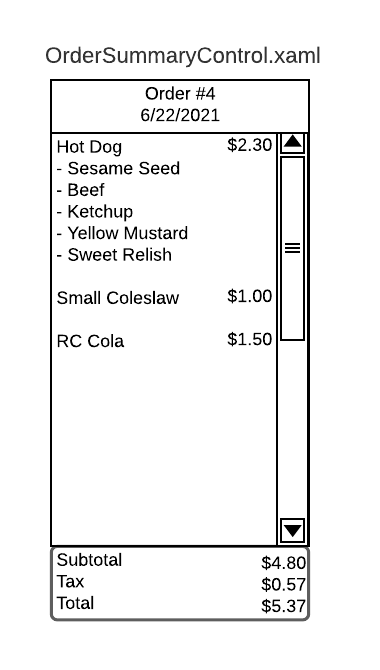 OrderSummaryControl.xaml
Order #4
6/22/2021
Hot Dog $2.30
- Sesame Seed
- Beef
- Ketchup
- Yellow Mustard
- Sweet Relish
Small Coleslaw $1.00
RC Cola $1.50
Subtotal $4.80
Tax $0.57
Total $5.37